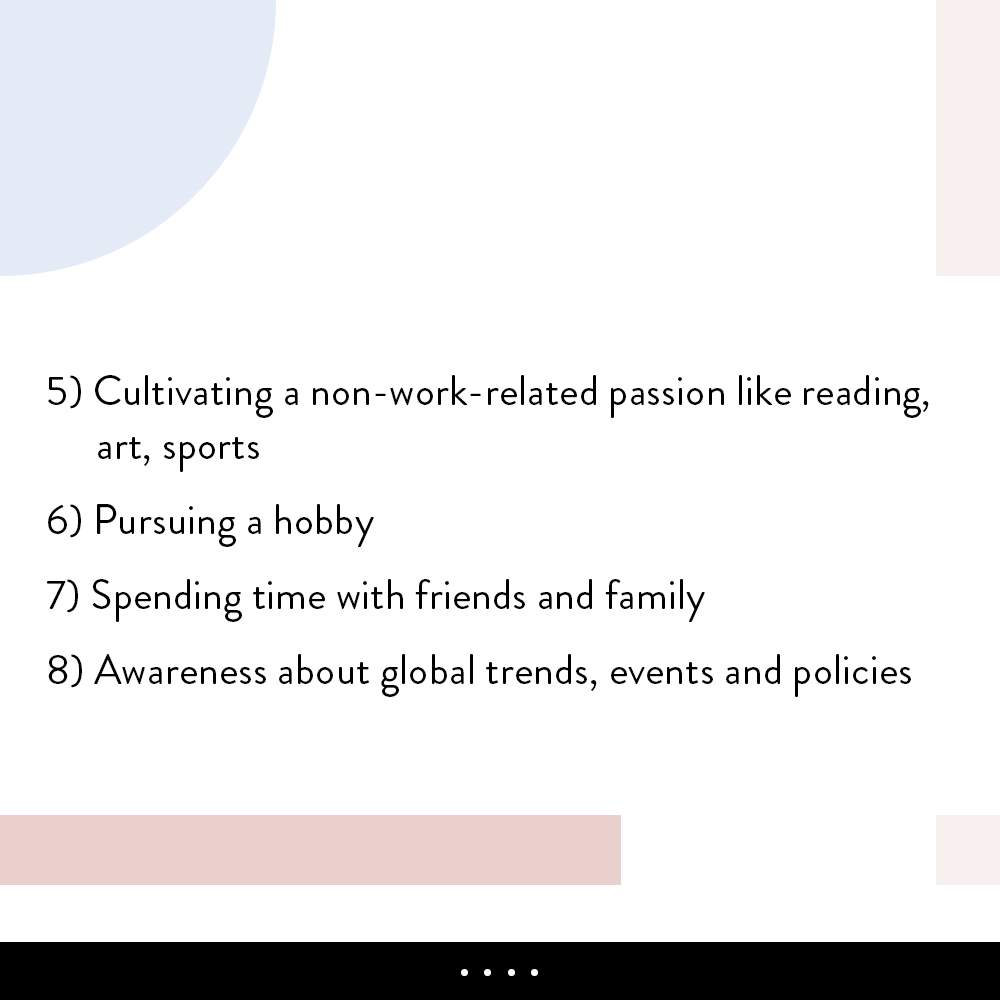 5) Cultivating a non-work-related passion like reading,
art, sports
6) Pursuing a hobby
7) Spending time with friends and family
8) Awareness about global trends, events and policies